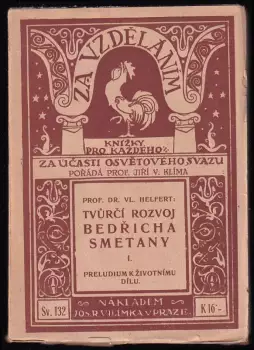 ZA VZDĚLÁNÍM
KNÍŽKY
PRO KAŽDÉHO
ZA ÚČASTI OSVĚTOVÉHO SVAZU
POŘÁDÁ PROF. JIŘÍ V. KLÍMA
PROF. DR. VL. HELFERT:
TVŮRČÍ ROZVOJ
BEDŘICHA
SMETANY
I.
PRELUDIUM K ŽIVOTNÍMU
DÍLU.
Sv. 132
NÁKLADEM
JOS. R. VILÍMKA V PRAZE
K 16·-